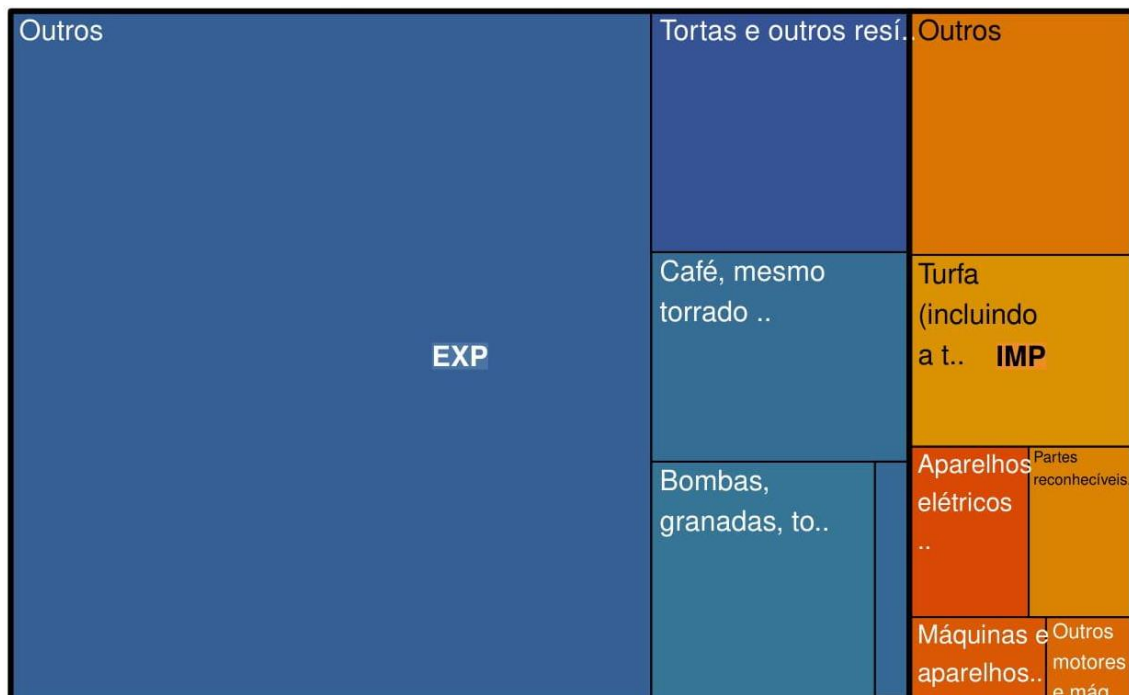 Outros
EXP
Tortas e outros resí..
Café, mesmo
torrado ..
Bombas,
granadas, to..
Outros
Turfa
(incluindo
a t..
IMP
Aparelhos
elétricos
..
Partes
reconhecíveis.
Máquinas e
aparelhos..
Outros
motores
e máq